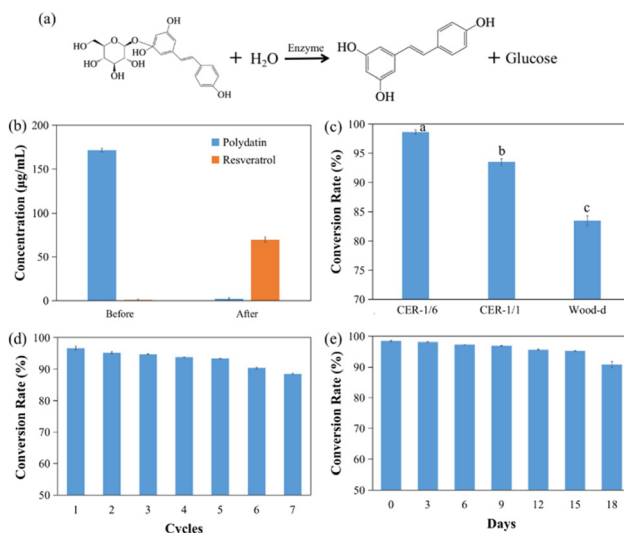 (a)
OH
HO
O
O
OH
HO
OH
OH
OH
+ H₂O
Enzyme
HO
OH
OH
+ Glucose
(b)
200
150
100
50
0
Concentration (µg/mL)
Polydatin
Resveratrol
Before
After
(c)
100
95
90
85
80
75
70
Conversion Rate (%)
a
b
c
CER-1/6
CER-1/1
Wood-d
(d)
100
90
80
70
60
50
Conversion Rate (%)
1 2 3 4 5 6 7
Cycles
(e)
100
90
80
70
60
50
Conversion Rate (%)
0 3 6 9 12 15 18
Days